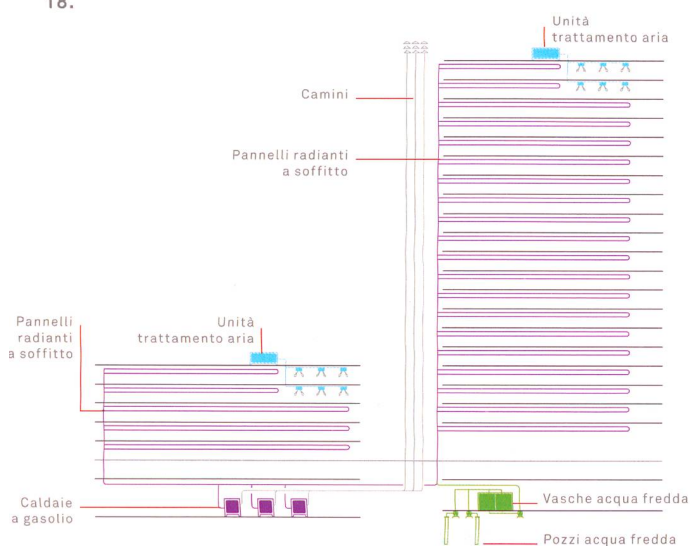 18.
Unità
trattamento aria
Camini
Pannelli radianti
a soffitto
Pannelli
radianti
a soffitto
Unità
trattamento aria
Caldaie
a gasolio
Vasche acqua fredda
Pozzi acqua fredda